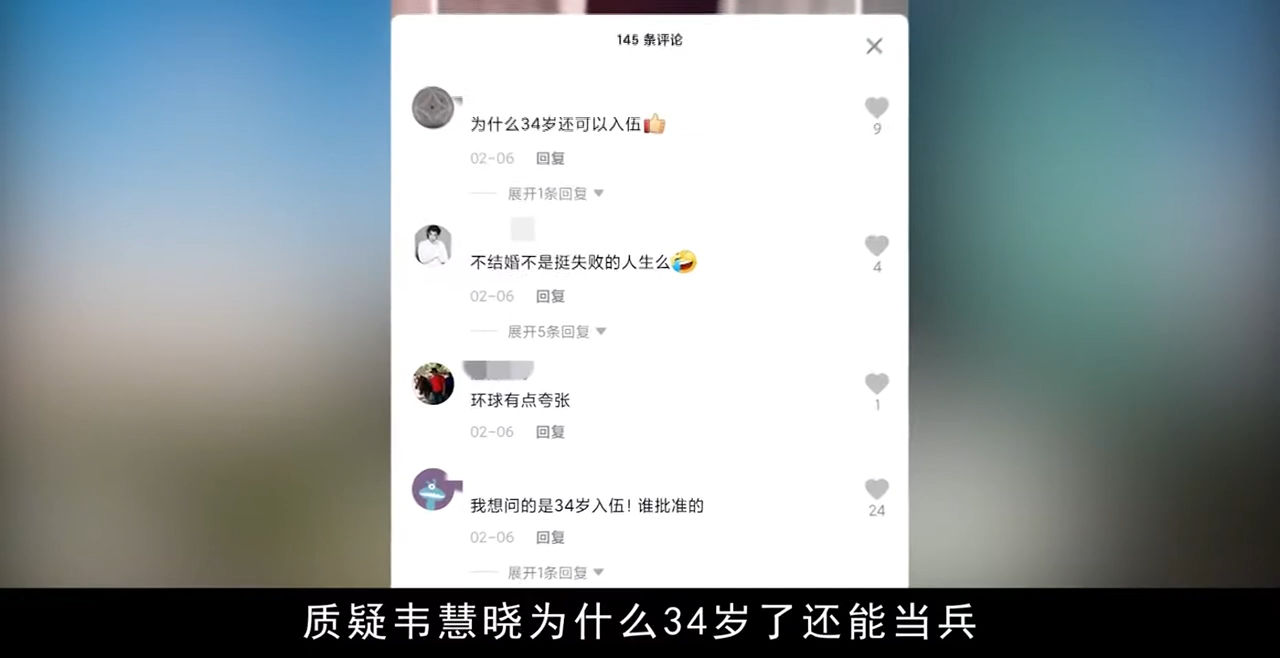 145 条评论
为什么34岁还可以入伍👍
9
02-06 回复
展开1条回复
不结婚不是挺失败的人生么🤣
4
02-06 回复
展开5条回复
环球有点夸张
1
02-06 回复
我想问的是34岁入伍！谁批准的
24
02-06 回复
展开1条回复
质疑韦慧晓为什么34岁了还能当兵